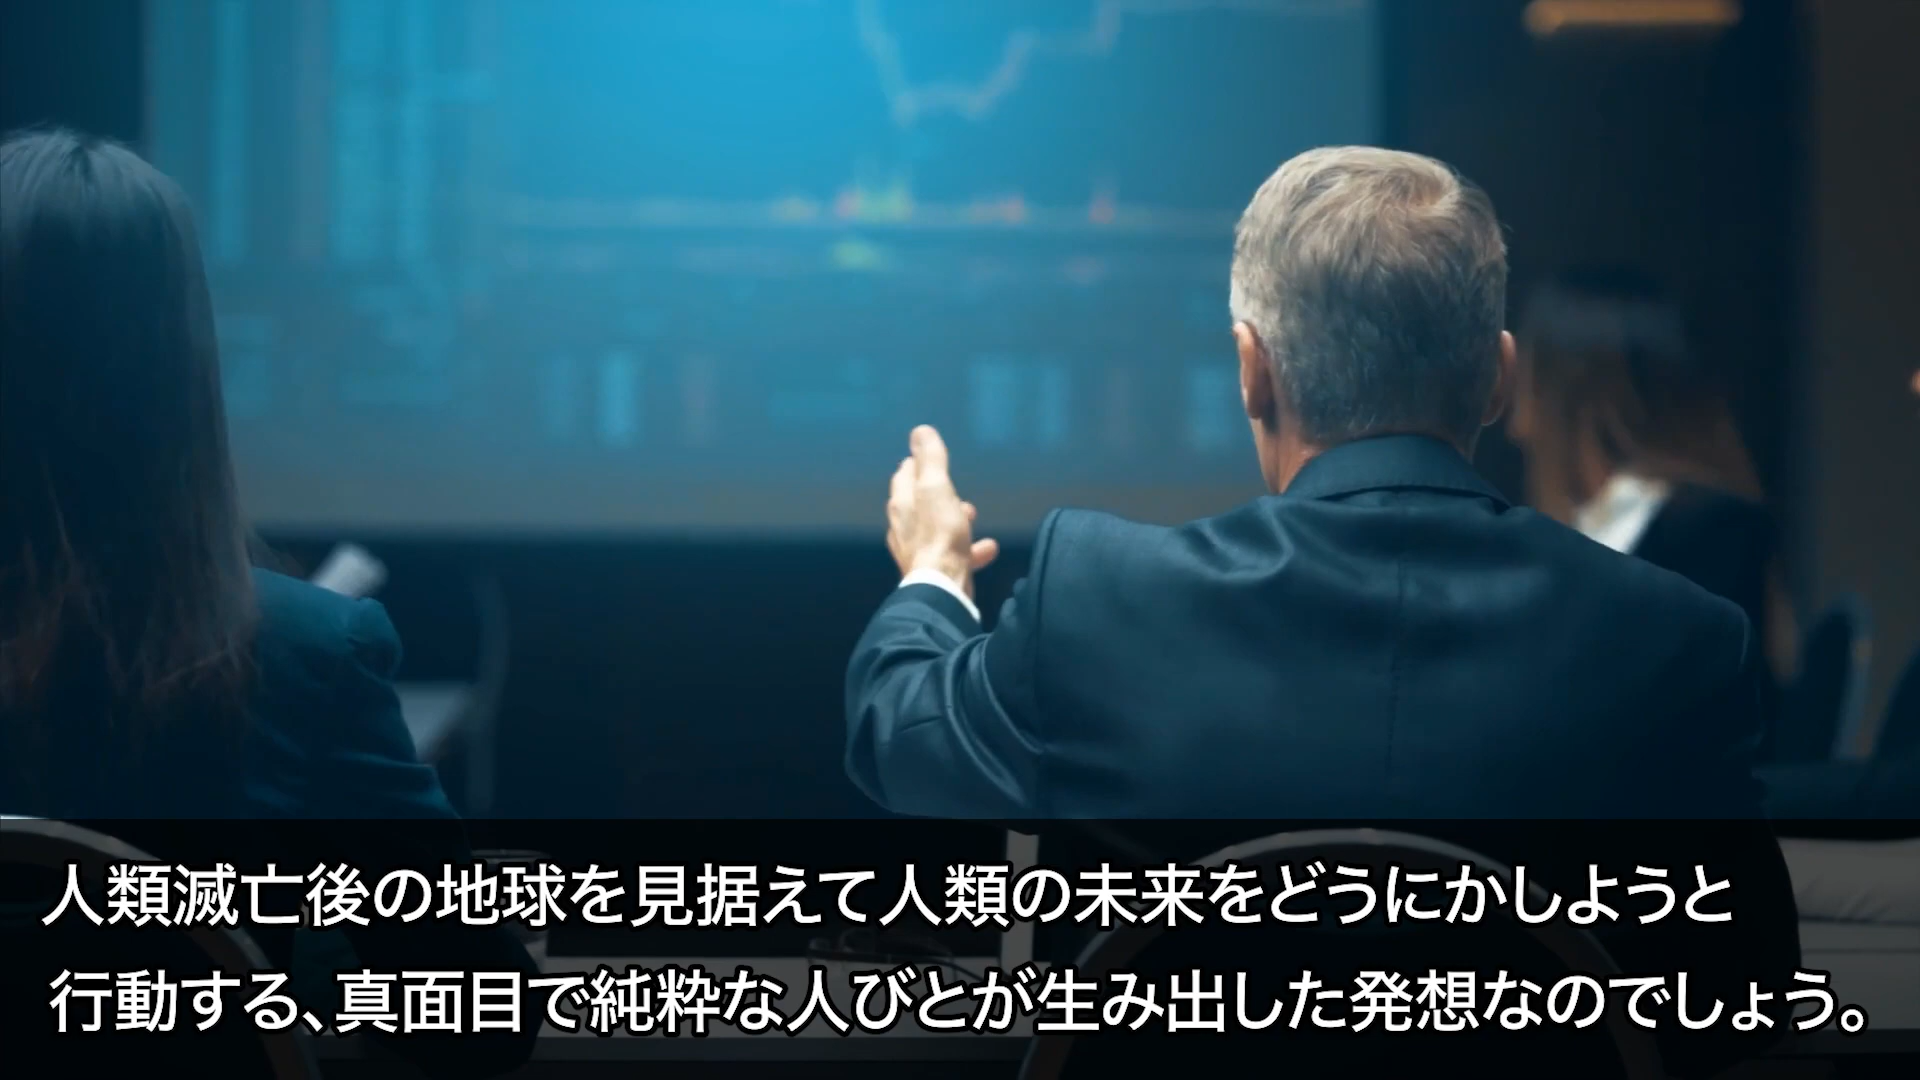 人類滅亡後の地球を見据えて人類の未来をどうにかしようと
行動する、真面目で純粋な人びとが生み出した発想なのでしょう。